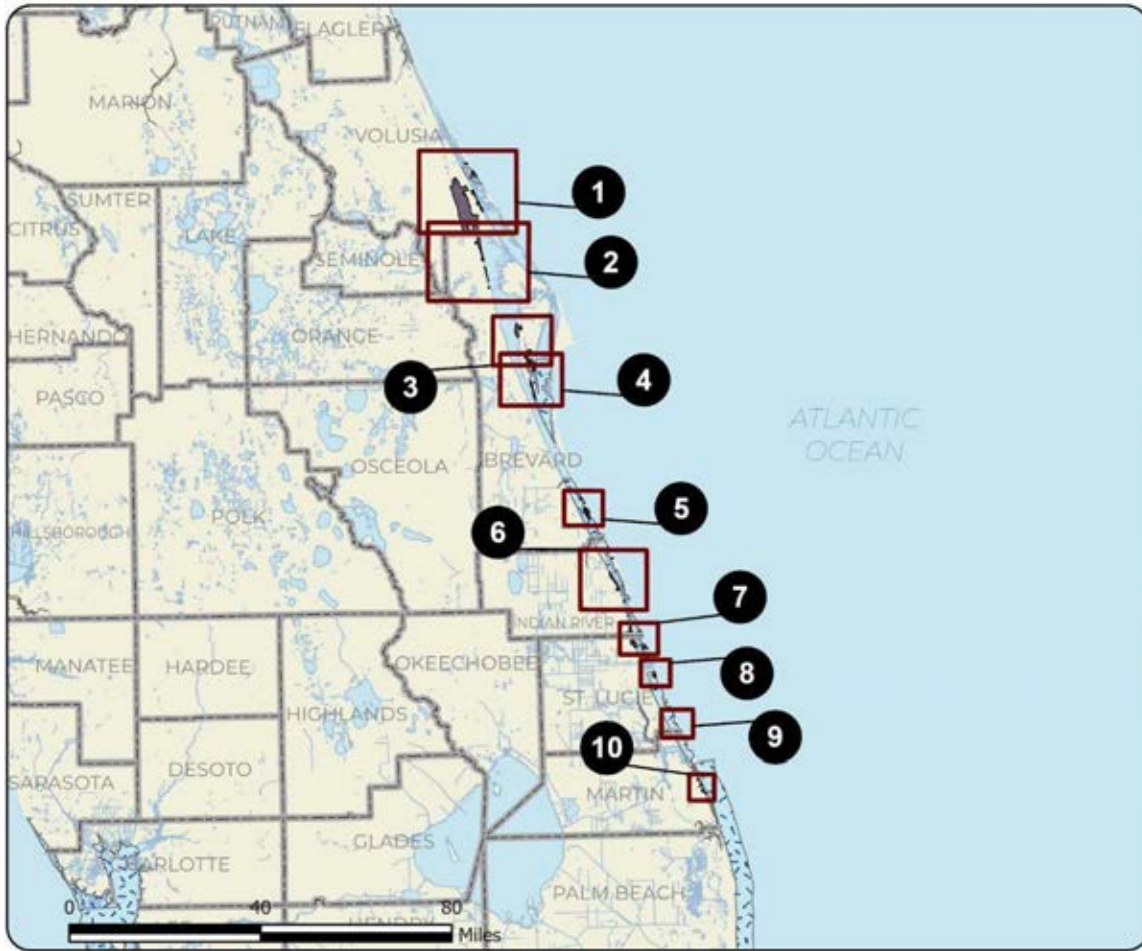 PUTNAM
FLAGLER
MARION
VOLUSIA
1
SUMTER
CITRUS
LAKE
2
SEMINOLE
HERNANDO
ORANGE
3
4
PASCO
ATLANTIC
OCEAN
OSCEOLA
BREVARD
5
POLK
6
HILLSBOROUGH
7
INDIAN RIVER
MANATEE
HARDEE
OKEECHOBEE
8
ST. LUCIE
HIGHLANDS
9
10
DESOTO
SARASOTA
MARTIN
GLADES
CHARLOTTE
PALM BEACH
0 40 80
Miles
HENDRY